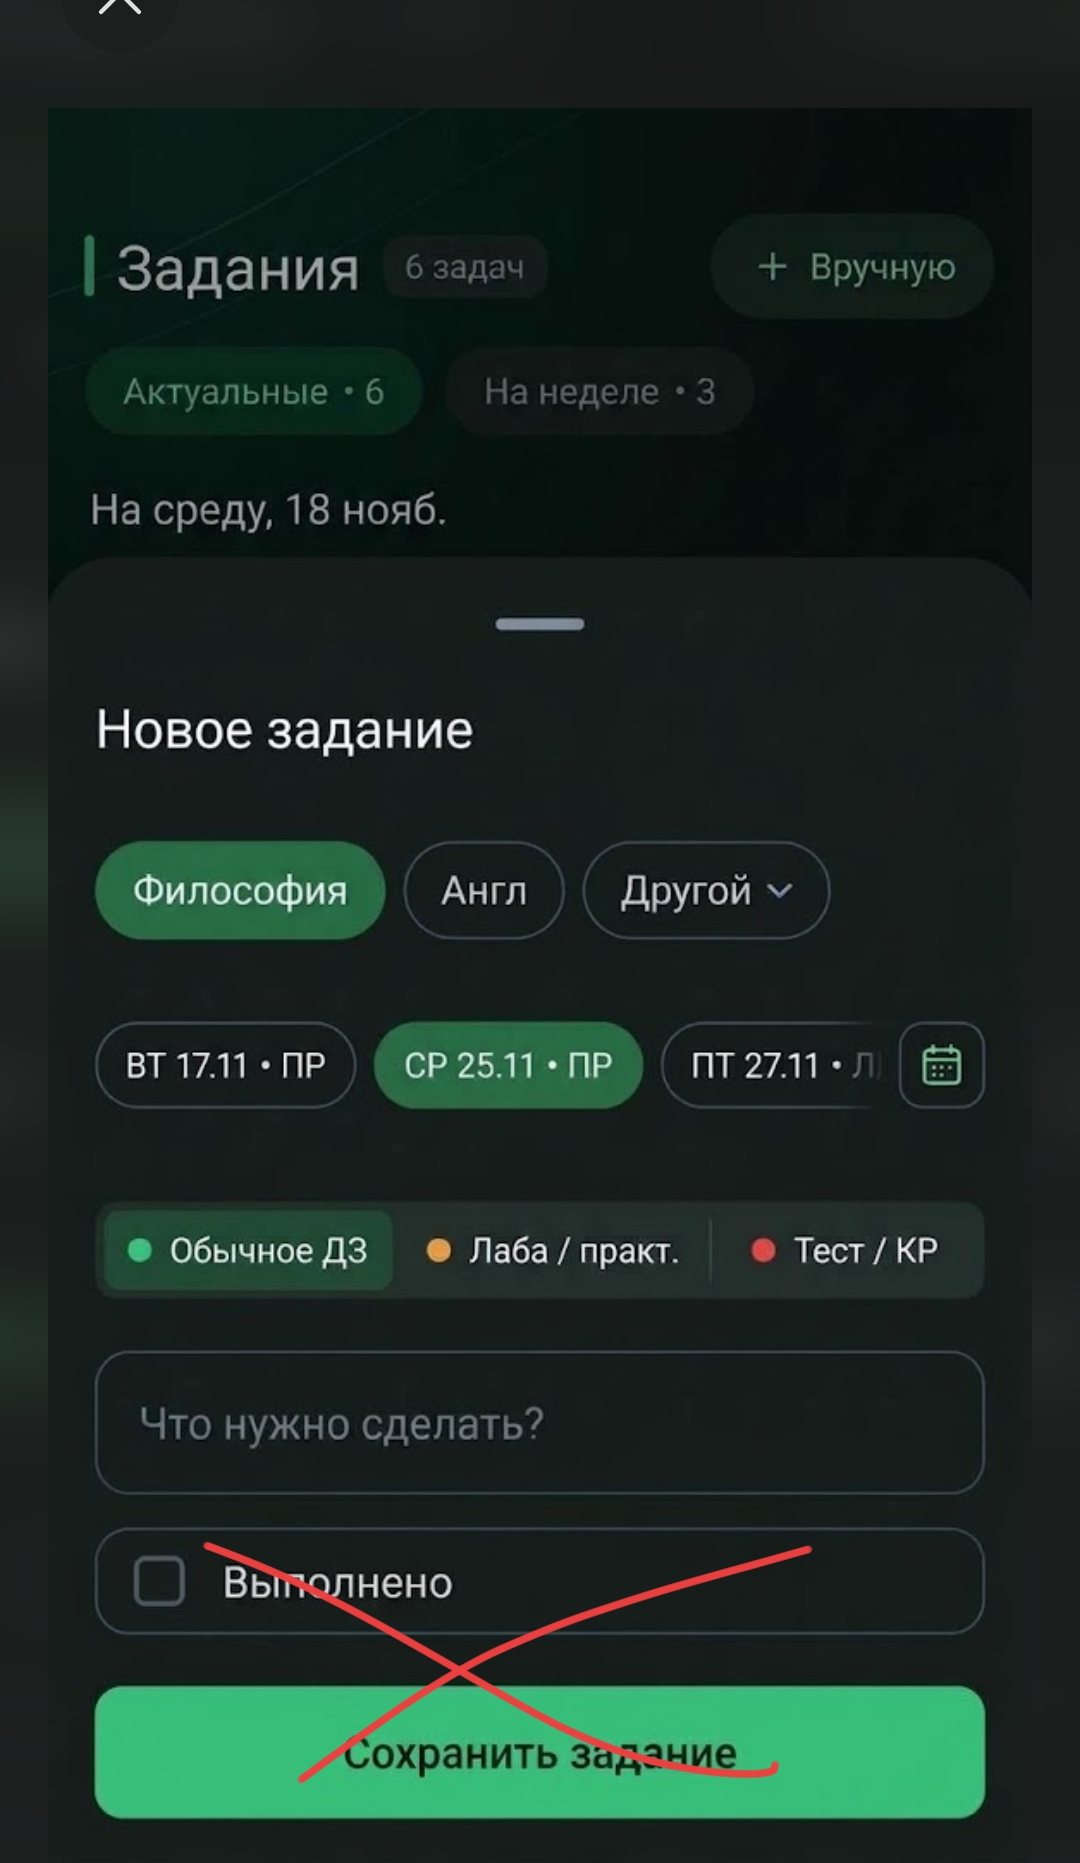 Задания 6 задач + Вручную
Актуальные • 6 На неделе • 3
На среду, 18 нояб.
Новое задание
Философия Англ Другой
ВТ 17.11 • ПР СР 25.11 • ПР ПТ 27.11 •
Обычное ДЗ Лаба / практ. Тест / КР
Что нужно сделать?
Выполнено
Сохранить задание